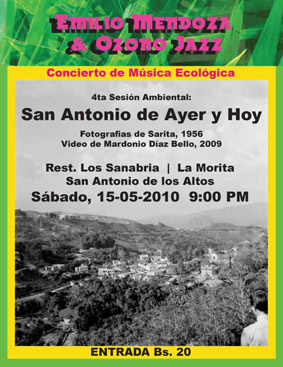 EMILIO MENDOZA
& OZONO JAZZ
Concierto de Música Ecológica
4ta Sesión Ambiental:
San Antonio de Ayer y Hoy
Fotografias de Sarita, 1956
Vídeo de Mardonio Díaz Bello, 2009
Rest. Los Sanabria | La Morita
San Antonio de los Altos
Sábado, 15-05-2010 9:00 PM
ENTRADA Bs. 20